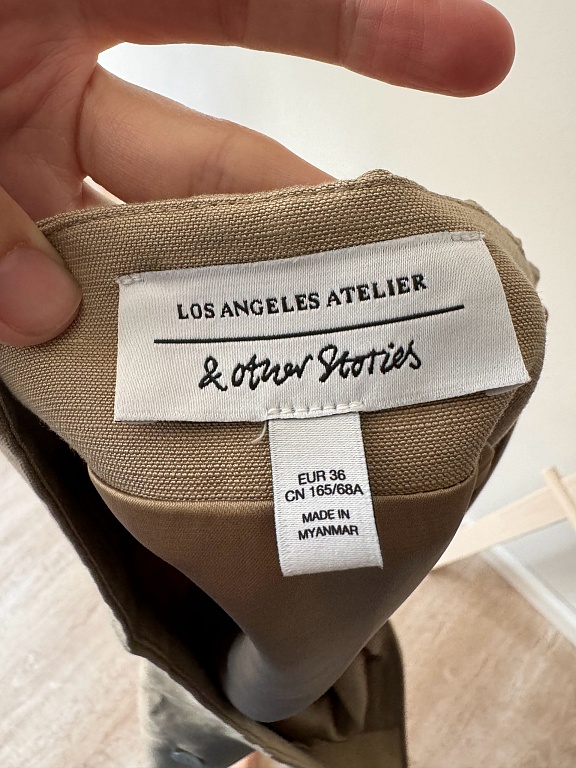 LOS ANGELES ATELIER
& other Stories
EUR 36
CN 165/68A
MADE IN
MYANMAR